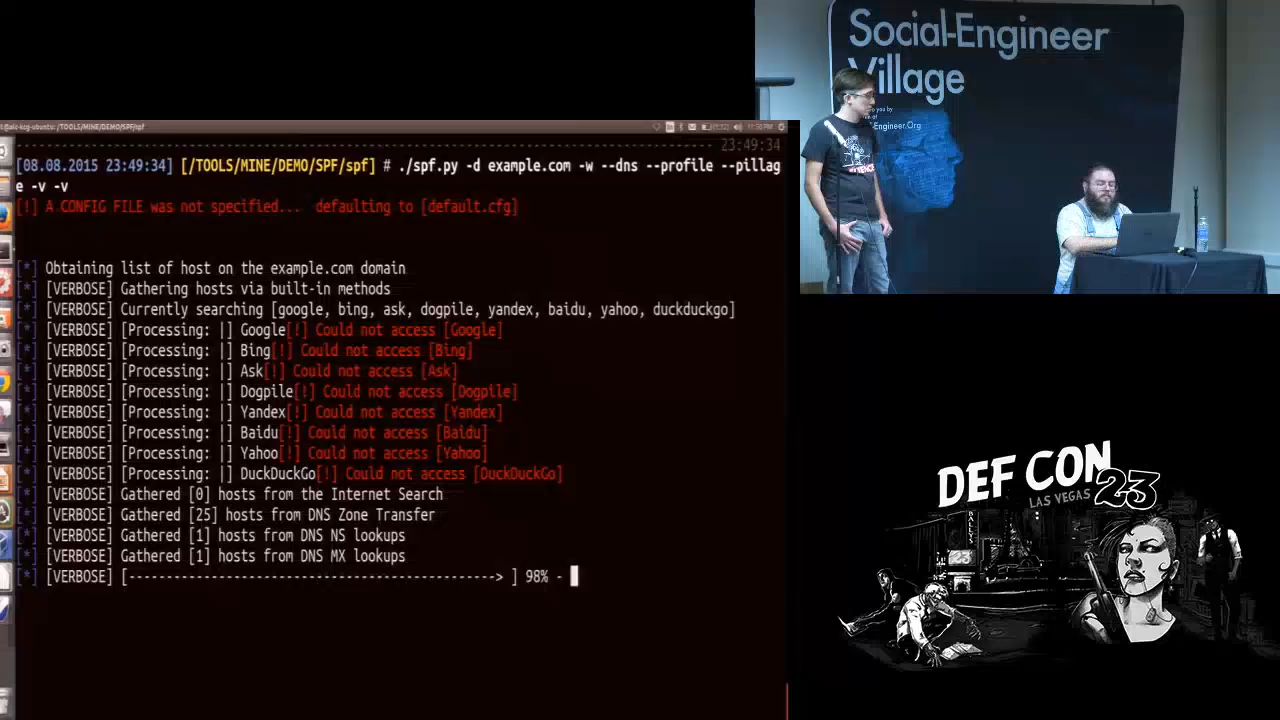 Social-Engineer
Village
Engineer.Org
23:49:34
[08.08.2015 23:49:34] [/TOOLS/MINE/DEMO/SPF/spf] # ./spf.py -d example.com -w --dns --profile --pillag
e -v -v
[!] A CONFIG FILE was not specified... defaulting to [default.cfg]
[*] Obtaining list of host on the example.com domain
[*] [VERBOSE] Gathering hosts via built-in methods
[*] [VERBOSE] Currently searching [google, bing, ask, dogpile, yandex, baidu, yahoo, duckduckgo]
[*] [VERBOSE] [Processing: |] Google[!] Could not access [Google]
[*] [VERBOSE] [Processing: |] Bing[!] Could not access [Bing]
[*] [VERBOSE] [Processing: |] Ask[!] Could not access [Ask]
[*] [VERBOSE] [Processing: |] Dogpile[!] Could not access [Dogpile]
[*] [VERBOSE] [Processing: |] Yandex[!] Could not access [Yandex]
[*] [VERBOSE] [Processing: |] Baidu[!] Could not access [Baidu]
[*] [VERBOSE] [Processing: |] Yahoo[!] Could not access [Yahoo]
[*] [VERBOSE] [Processing: |] DuckDuckGo[!] Could not access [DuckDuckGo]
[*] [VERBOSE] Gathered [0] hosts from the Internet Search
[*] [VERBOSE] Gathered [25] hosts from DNS Zone Transfer
[*] [VERBOSE] Gathered [1] hosts from DNS NS lookups
[*] [VERBOSE] Gathered [1] hosts from DNS MX lookups
[*] [VERBOSE] [-------------------------------------------------> ] 98% -
DEF CON
LAS VEGAS 23
BALLY'S